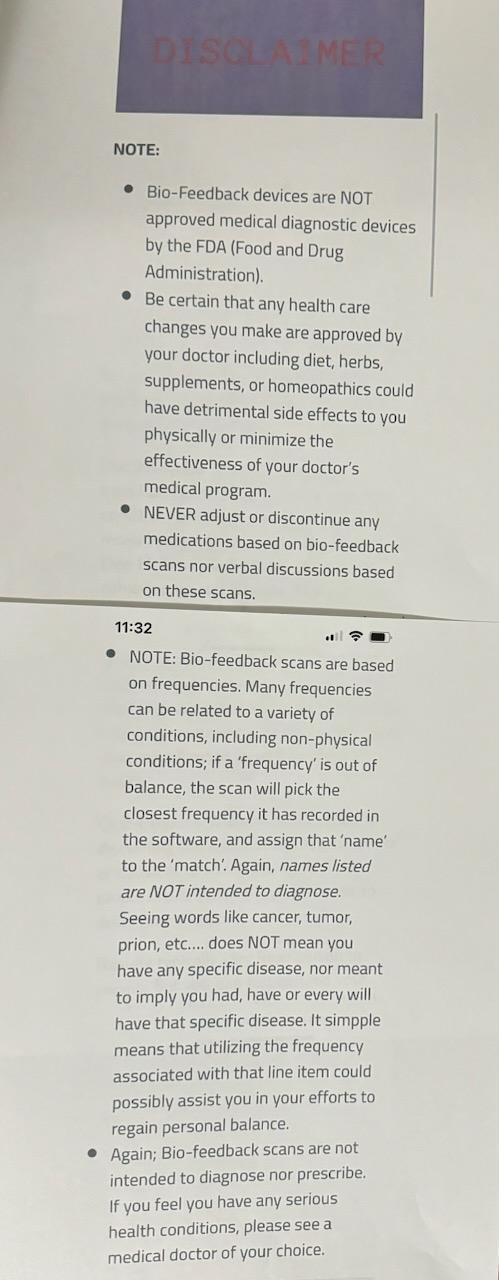 DISCLAIMER
NOTE:
• Bio-Feedback devices are NOT
approved medical diagnostic devices
by the FDA (Food and Drug
Administration).
• Be certain that any health care
changes you make are approved by
your doctor including diet, herbs,
supplements, or homeopathics could
have detrimental side effects to you
physically or minimize the
effectiveness of your doctor's
medical program.
• NEVER adjust or discontinue any
medications based on bio-feedback
scans nor verbal discussions based
on these scans.
11:32
• NOTE: Bio-feedback scans are based
on frequencies. Many frequencies
can be related to a variety of
conditions, including non-physical
conditions; if a 'frequency' is out of
balance, the scan will pick the
closest frequency it has recorded in
the software, and assign that 'name'
to the 'match'. Again, names listed
are NOT intended to diagnose.
Seeing words like cancer, tumor,
prion, etc.... does NOT mean you
have any specific disease, nor meant
to imply you had, have or every will
have that specific disease. It simpple
means that utilizing the frequency
associated with that line item could
possibly assist you in your efforts to
regain personal balance.
• Again; Bio-feedback scans are not
intended to diagnose nor prescribe.
If you feel you have any serious
health conditions, please see a
medical doctor of your choice.